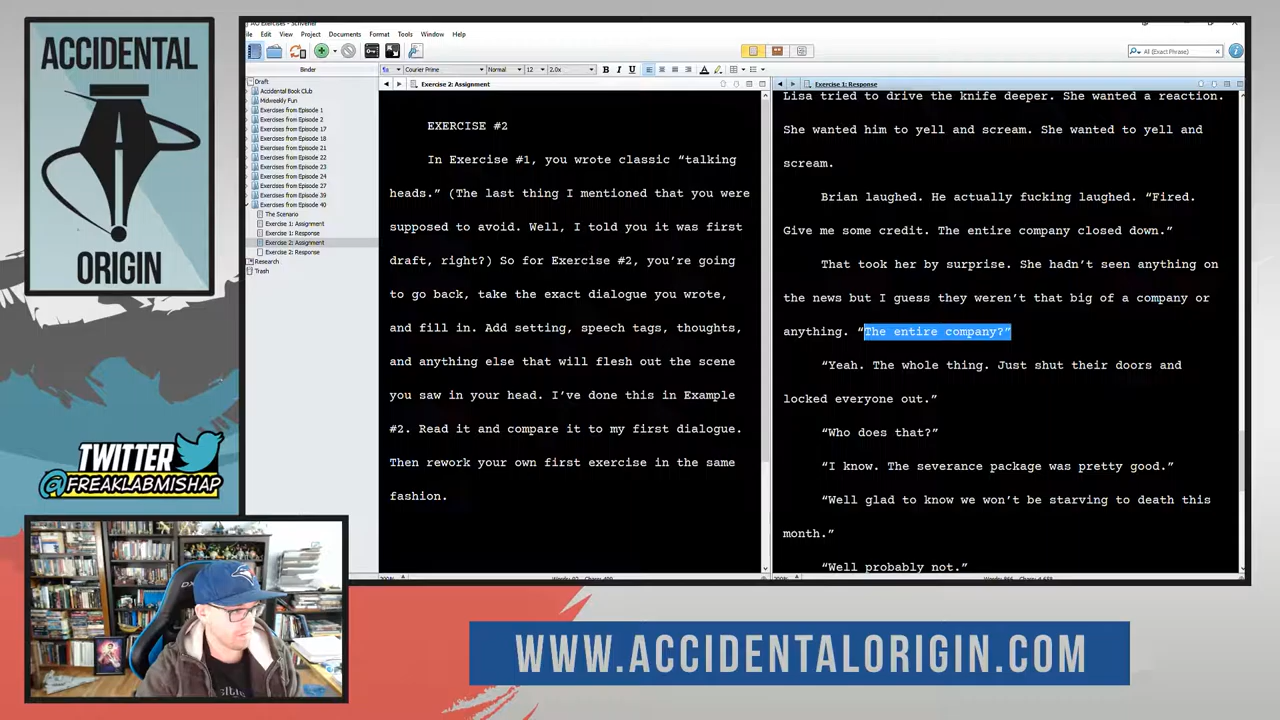 ACCIDENTAL
ORIGIN
TWITTER
@FREAKLABMISHAP
AO Exercises - Scrivener
File Edit View Project Documents Format Tools Window Help
All (Exact Phrase)
Binder
Courier Prime Normal 12 2.0x
Draft
Accidental Book Club
Midweekly Fun
Exercises from Episode 1
Exercises from Episode 2
Exercises from Episode 17
Exercises from Episode 18
Exercises from Episode 21
Exercises from Episode 22
Exercises from Episode 23
Exercises from Episode 24
Exercises from Episode 27
Exercises from Episode 39
Exercises from Episode 40
The Scenario
Exercise 1: Assignment
Exercise 1: Response
Exercise 2: Assignment
Exercise 2: Response
Research
Trash
Exercise 2: Assignment
EXERCISE #2
In Exercise #1, you wrote classic “talking
heads.” (The last thing I mentioned that you were
supposed to avoid. Well, I told you it was first
draft, right?) So for Exercise #2, you’re going
to go back, take the exact dialogue you wrote,
and fill in. Add setting, speech tags, thoughts,
and anything else that will flesh out the scene
you saw in your head. I’ve done this in Example
#2. Read it and compare it to my first dialogue.
Then rework your own first exercise in the same
fashion.
Exercise 1: Response
Lisa tried to drive the knife deeper. She wanted a reaction.
She wanted him to yell and scream. She wanted to yell and
scream.
Brian laughed. He actually fucking laughed. “Fired.
Give me some credit. The entire company closed down.”
That took her by surprise. She hadn’t seen anything on
the news but I guess they weren’t that big of a company or
anything. “The entire company?”
“Yeah. The whole thing. Just shut their doors and
locked everyone out.”
“Who does that?”
“I know. The severance package was pretty good.”
“Well glad to know we won’t be starving to death this
month.”
“Well probably not.”
WWW.ACCIDENTALORIGIN.COM